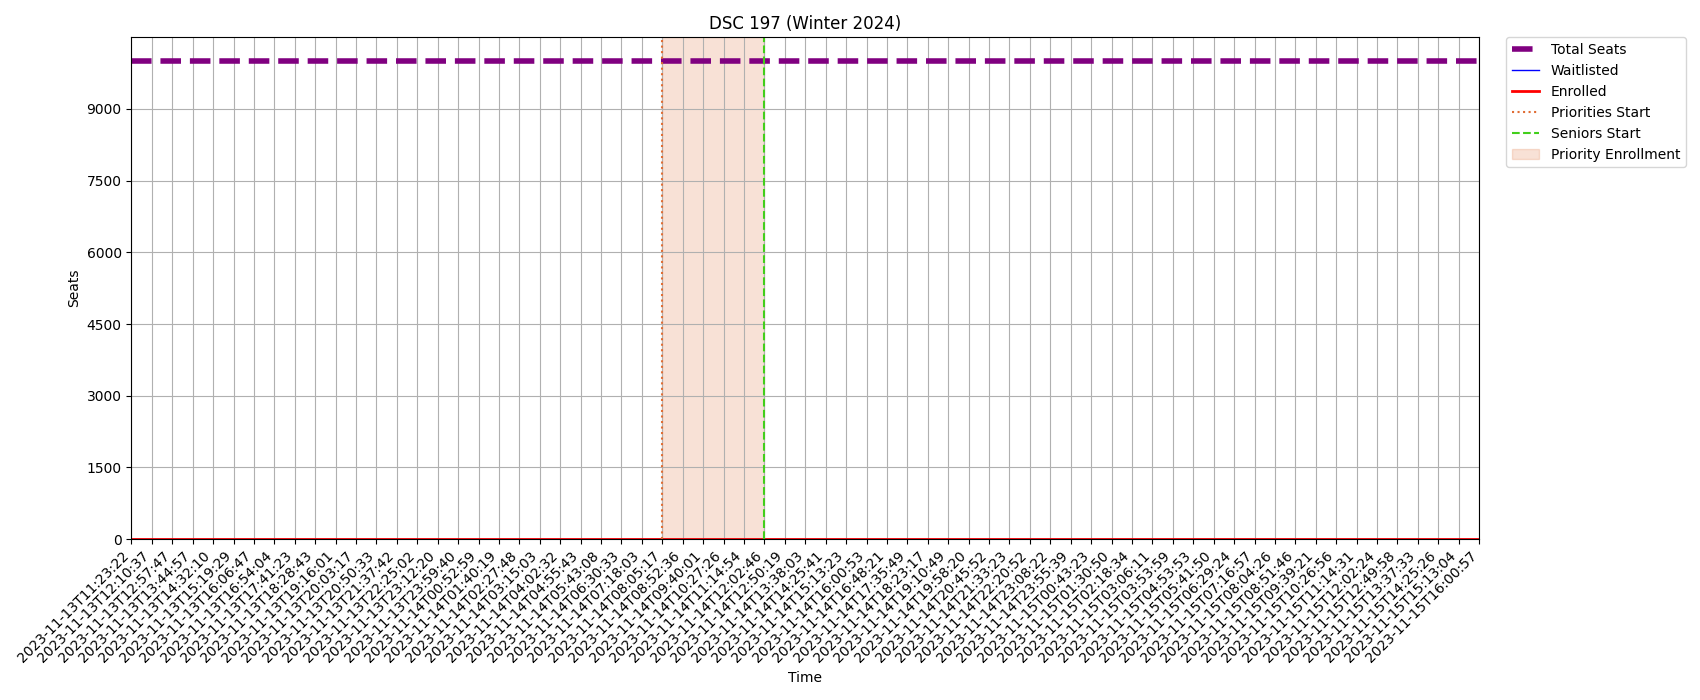 DSC 197 (Winter 2024)
Total Seats
Waitlisted
Enrolled
Priorities Start
Seniors Start
Priority Enrollment
9000
7500
6000
4500
3000
1500
0
Seats
2023-11-13T11:23:22
2023-11-13T12:10:37
2023-11-13T12:57:47
2023-11-13T13:44:57
2023-11-13T14:32:10
2023-11-13T15:19:29
2023-11-13T16:06:47
2023-11-13T16:54:04
2023-11-13T17:41:23
2023-11-13T18:28:43
2023-11-13T19:16:01
2023-11-13T20:03:17
2023-11-13T20:50:33
2023-11-13T21:37:42
2023-11-13T22:25:02
2023-11-13T23:12:20
2023-11-13T23:59:40
2023-11-14T00:52:59
2023-11-14T01:40:19
2023-11-14T02:27:48
2023-11-14T03:15:03
2023-11-14T04:02:32
2023-11-14T04:55:43
2023-11-14T05:43:08
2023-11-14T06:30:33
2023-11-14T07:18:03
2023-11-14T08:05:17
2023-11-14T08:52:36
2023-11-14T09:40:01
2023-11-14T10:27:26
2023-11-14T11:14:54
2023-11-14T12:02:46
2023-11-14T12:50:19
2023-11-14T13:38:03
2023-11-14T14:25:41
2023-11-14T15:13:23
2023-11-14T16:00:53
2023-11-14T16:48:21
2023-11-14T17:35:49
2023-11-14T18:23:17
2023-11-14T19:10:49
2023-11-14T19:58:20
2023-11-14T20:45:52
2023-11-14T21:33:23
2023-11-14T22:20:52
2023-11-14T23:08:22
2023-11-14T23:55:39
2023-11-15T00:43:23
2023-11-15T01:30:50
2023-11-15T02:18:34
2023-11-15T03:06:11
2023-11-15T03:53:59
2023-11-15T04:53:53
2023-11-15T05:41:50
2023-11-15T06:29:24
2023-11-15T07:16:57
2023-11-15T08:04:26
2023-11-15T08:51:46
2023-11-15T09:39:21
2023-11-15T10:26:56
2023-11-15T11:14:31
2023-11-15T12:02:24
2023-11-15T12:49:58
2023-11-15T13:37:33
2023-11-15T14:25:26
2023-11-15T15:13:04
2023-11-15T16:00:57
Time